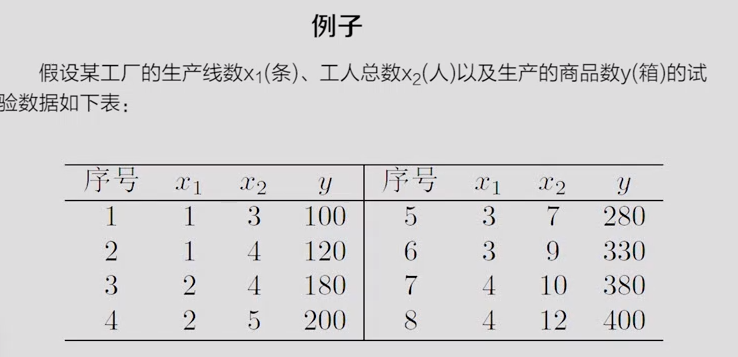 例子
假设某工厂的生产线数x₁(条)、工人总数x₂(人)以及生产的商品数y(箱)的试
验数据如下表：
序号 x₁ x₂ y 序号 x₁ x₂ y
1 1 3 100 5 3 7 280
2 1 4 120 6 3 9 330
3 2 4 180 7 4 10 380
4 2 5 200 8 4 12 400